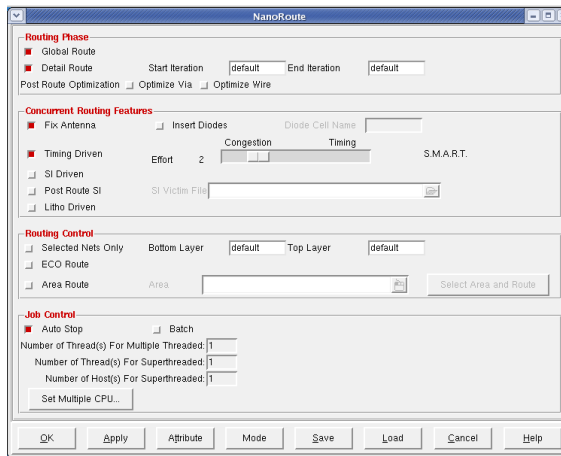 NanoRoute
Routing Phase
Global Route
Detail Route Start Iteration default End Iteration default
Post Route Optimization Optimize Via Optimize Wire
Concurrent Routing Features
Fix Antenna Insert Diodes Diode Cell Name
Congestion Timing
Timing Driven Effort 2 S.M.A.R.T.
SI Driven
Post Route SI SI Victim File
Litho Driven
Routing Control
Selected Nets Only Bottom Layer default Top Layer default
ECO Route
Area Route Area Select Area and Route
Job Control
Auto Stop Batch
Number of Thread(s) For Multiple Threaded: 1
Number of Thread(s) For Superthreaded: 1
Number of Host(s) For Superthreaded: 1
Set Multiple CPU...
OK Apply Attribute Mode Save Load Cancel Help